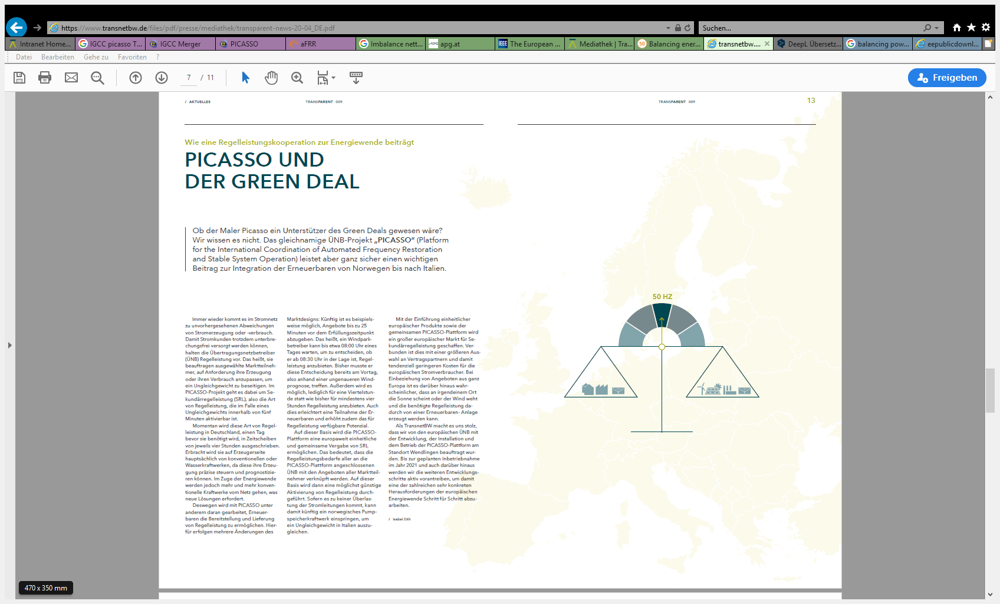 https://www.transnetbw.de/files/pdf/presse/mediathek/transparent-news-20-04_DE.pdf
Suchen...
Intranet Home...
IGCC picasso T...
IGCC Merger
PICASSO
aFRR
Imbalance nett...
apg.at
IEEE The European ...
Mediathek | Tra...
50 Balancing ener...
transnetbw....
DeepL Übersetz...
balancing pow...
eepublicdownl...
Datei Bearbeiten Gehe zu Favoriten ?
7 / 11
Freigeben
/ AKTUELLES
TRANSPARENT 009
TRANSPARENT 009
13
Wie eine Regelleistungskooperation zur Energiewende beiträgt
PICASSO UND
DER GREEN DEAL
Ob der Maler Picasso ein Unterstützer des Green Deals gewesen wäre?
Wir wissen es nicht. Das gleichnamige ÜNB-Projekt „PICASSO“ (Platform
for the International Coordination of Automated Frequency Restoration
and Stable System Operation) leistet aber ganz sicher einen wichtigen
Beitrag zur Integration der Erneuerbaren von Norwegen bis nach Italien.
Immer wieder kommt es im Stromnetz
zu unvorhergesehenen Abweichungen
von Stromerzeugung oder -verbrauch.
Damit Stromkunden trotzdem unterbre-
chungsfrei versorgt werden können,
halten die Übertragungsnetzbetreiber
(ÜNB) Regelleistung vor. Das heißt, sie
beauftragen ausgewählte Marktteilneh-
mer, auf Anforderung ihre Erzeugung
oder ihren Verbrauch anzupassen, um
ein Ungleichgewicht zu beseitigen. Im
PICASSO-Projekt geht es dabei um Se-
kundärregelleistung (SRL), also die Art
von Regelleistung, die im Falle eines
Ungleichgewichts innerhalb von fünf
Minuten aktivierbar ist.
Momentan wird diese Art von Regel-
leistung in Deutschland, einen Tag
bevor sie benötigt wird, in Zeitscheiben
von jeweils vier Stunden ausgeschrieben.
Erbracht wird sie auf Erzeugerseite
hauptsächlich von konventionellen oder
Wasserkraftwerken, da diese ihre Erzeu-
gung präzise steuern und prognostizie-
ren können. Im Zuge der Energiewende
werden jedoch mehr und mehr konven-
tionelle Kraftwerke vom Netz gehen, was
neue Lösungen erfordert.
Deswegen wird mit PICASSO unter
anderem daran gearbeitet, Erneuer-
baren die Bereitstellung und Lieferung
von Regelleistung zu ermöglichen. Hier-
für erfolgen mehrere Änderungen des
Marktdesigns: Künftig ist es beispiels-
weise möglich, Angebote bis zu 25
Minuten vor dem Erfüllungszeitpunkt
abzugeben. Das heißt, ein Windpark-
betreiber kann bis etwa 08:00 Uhr eines
Tages warten, um zu entscheiden, ob
er ab 08:30 Uhr in der Lage ist, Regel-
leistung anzubieten. Bisher musste er
diese Entscheidung bereits am Vortag,
also anhand einer ungenaueren Wind-
prognose, treffen. Außerdem wird es
möglich, lediglich für eine Viertelstun-
de statt wie bisher für mindestens vier
Stunden Regelleistung anzubieten. Auch
dies erleichtert eine Teilnahme der Er-
neuerbaren und erhöht zudem das für
Regelleistung verfügbare Potenzial.
Auf dieser Basis wird die PICASSO-
Plattform eine europaweit einheitliche
und gemeinsame Vergabe von SRL
ermöglichen. Das bedeutet, dass die
Regelleistungsbedarfe aller an die
PICASSO-Plattform angeschlossenen
ÜNB mit den Angeboten aller Marktteil-
nehmer verknüpft werden. Auf dieser
Basis wird dann eine möglichst günstige
Aktivierung von Regelleistung durch-
geführt. Sofern es zu keiner Überlas-
tung der Stromleitungen kommt, kann
damit künftig ein norwegisches Pump-
speicherkraftwerk einspringen, um
ein Ungleichgewicht in Italien auszu-
gleichen.
Mit der Einführung einheitlicher
europäischer Produkte sowie der
gemeinsamen PICASSO-Plattform wird
ein großer europäischer Markt für Se-
kundärregelleistung geschaffen. Ver-
bunden ist dies mit einer größeren Aus-
wahl an Vertragspartnern und damit
tendenziell geringeren Kosten für die
europäischen Stromverbraucher. Bei
Einbeziehung von Angeboten aus ganz
Europa ist es darüber hinaus wahr-
scheinlicher, dass an irgendeinem Ort
die Sonne scheint oder der Wind weht
und die benötigte Regelleistung da-
durch von einer Erneuerbaren- Anlage
erzeugt werden kann.
Als TransnetBW macht es uns stolz,
dass wir von den europäischen ÜNB mit
der Entwicklung, der Installation und
dem Betrieb der PICASSO-Plattform am
Standort Wendlingen beauftragt wur-
den. Bis zur geplanten Inbetriebnahme
im Jahr 2021 und auch darüber hinaus
werden wir die weiteren Entwicklungs-
schritte aktiv vorantreiben, um damit
eine der zahlreichen sehr konkreten
Herausforderungen der europäischen
Energiewende Schritt für Schritt abzu-
arbeiten.
/ Isabel Eith
50 HZ
470 x 350 mm